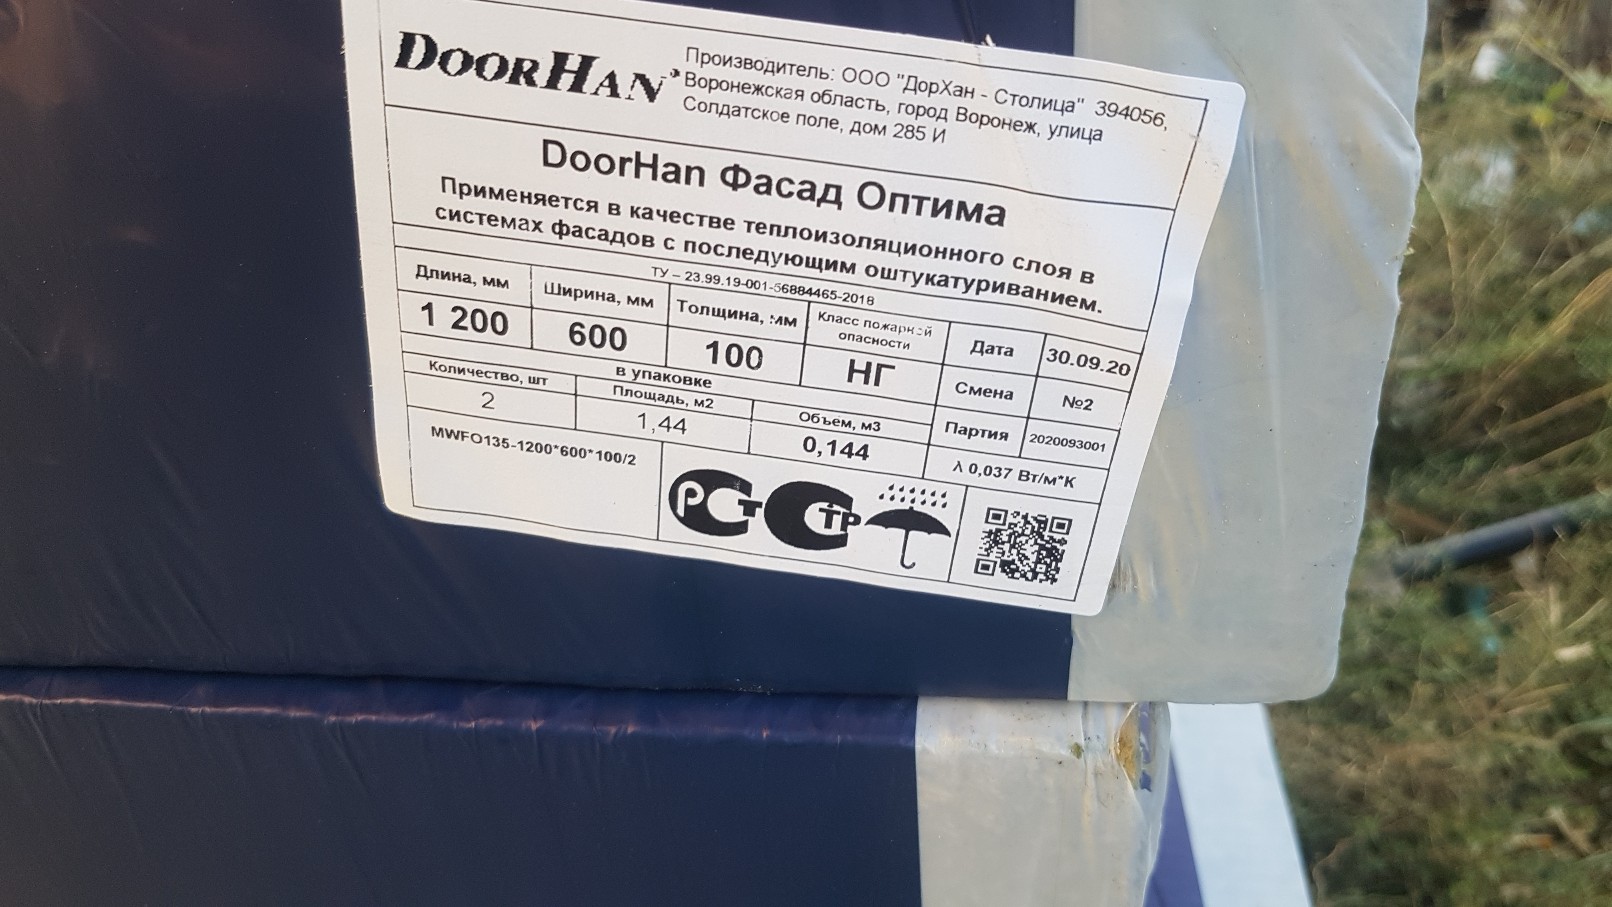 DOORHAN
Производитель: ООО "ДорХан - Столица" 394056,
Воронежская область, город Воронеж, улица
Солдатское поле, дом 285 И
DoorHan Фасад Оптима
Применяется в качестве теплоизоляционного слоя в
системах фасадов с последующим оштукатуриванием.
ТУ – 23.99.19-001-56884465-2018
Длина, мм Ширина, мм Толщина, мм Класс пожарной опасности Дата 30.09.20
1 200 600 100 НГ Смена №2
в упаковке
Количество, шт Площадь, м2 Объем, м3 Партия 2020093001
2 1,44 0,144 λ 0,037 Вт/м*К
MWFO135-1200*600*100/2
РСТ СТР